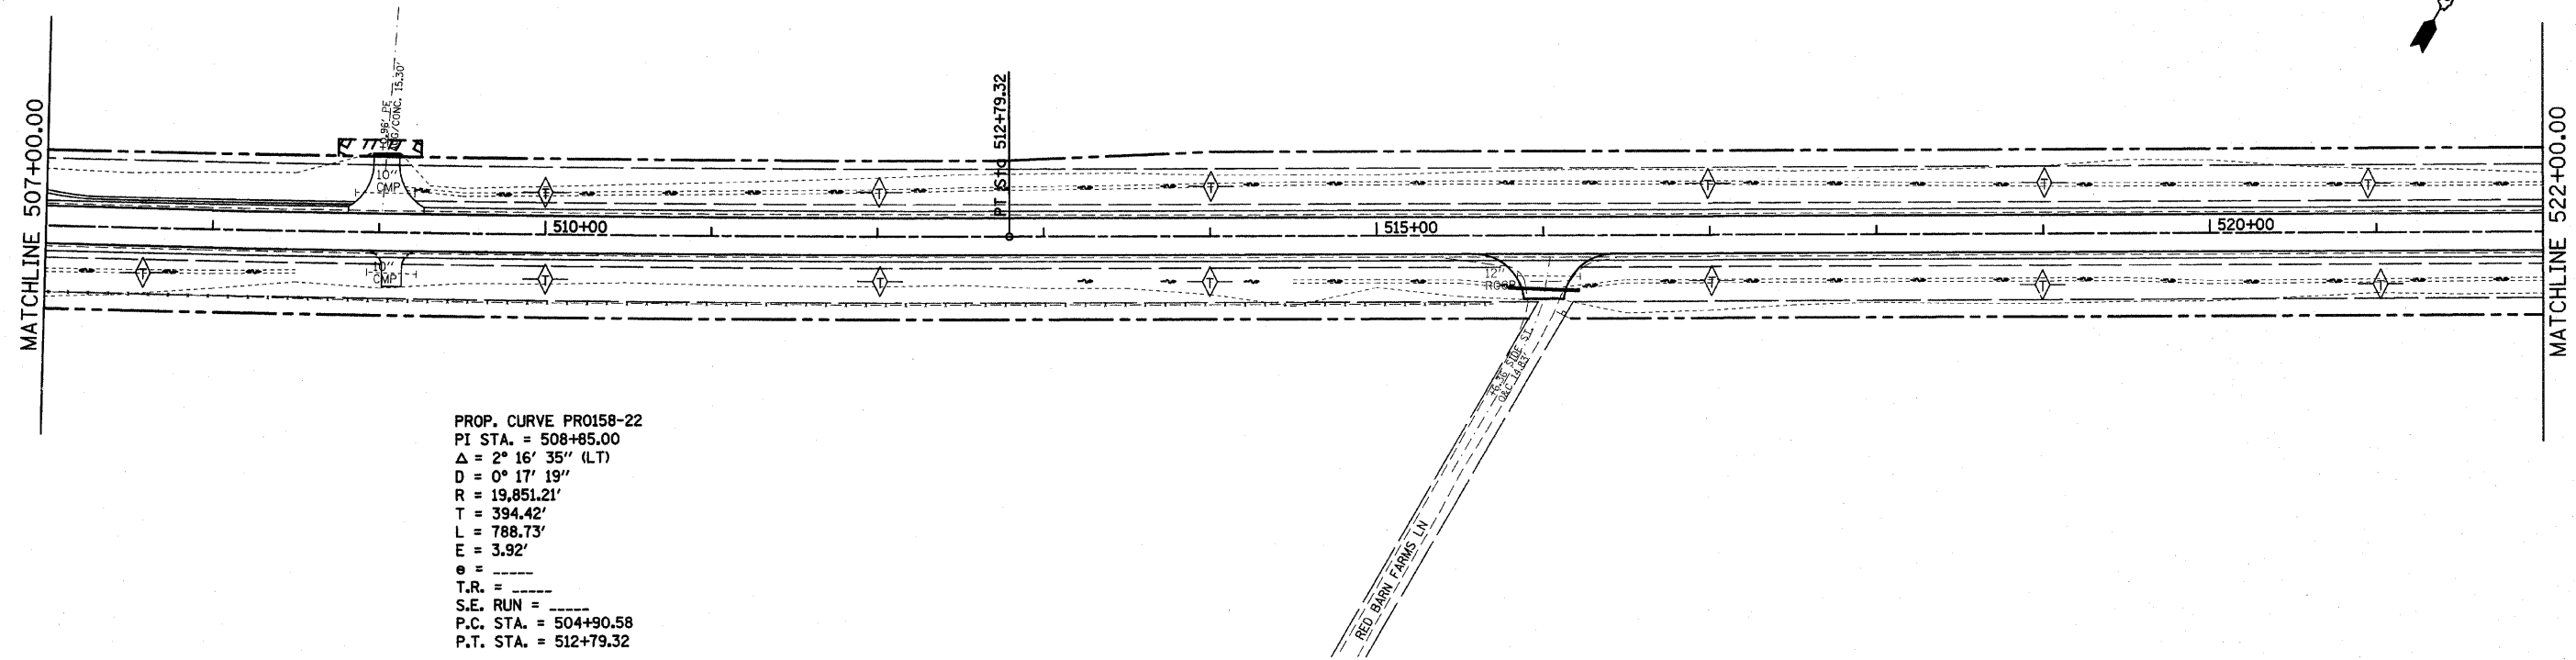 MATCHLINE 507+00.00
10"
CMP
PT Sta 512+79.32
510+00
515+00
520+00
T
T
T
T
T
T
T
T
T
T
T
T
T
10"
CMP
12"
MATCHLINE 522+00.00
SIDE ST.
RED BARN FARMS LN
PROP. CURVE PR0158-22
PI STA. = 508+85.00
Δ = 2° 16' 35" (LT)
D = 0° 17' 19"
R = 19,851.21'
T = 394.42'
L = 788.73'
E = 3.92'
e = _____
T.R. = _____
S.E. RUN = _____
P.C. STA. = 504+90.58
P.T. STA. = 512+79.32